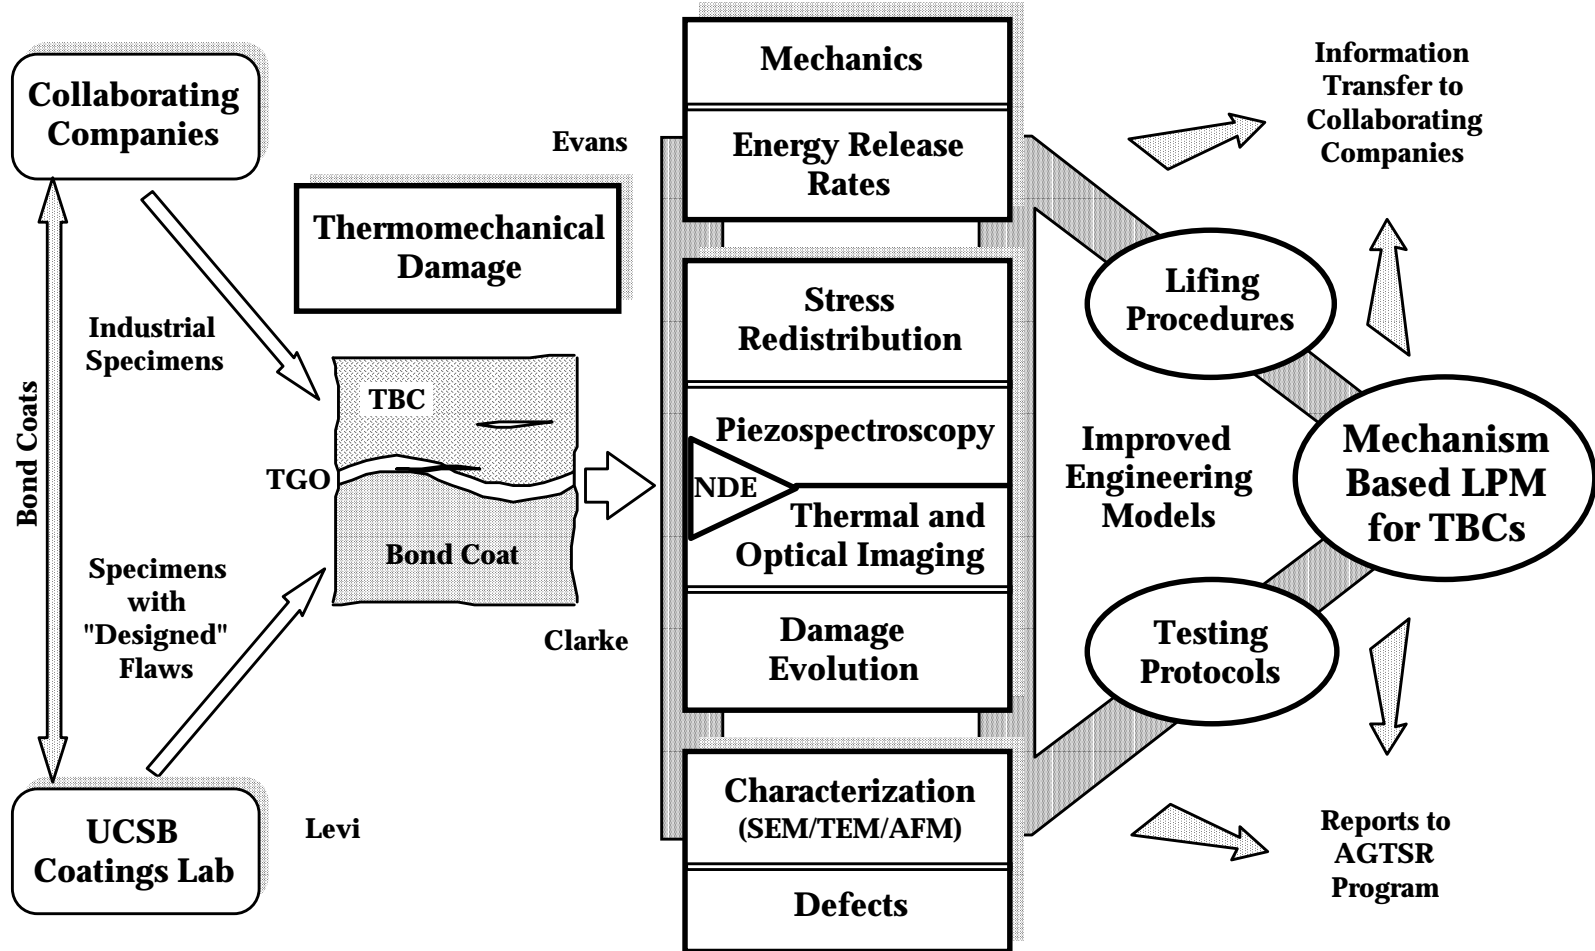 Collaborating
Companies
Bond Coats
Industrial
Specimens
Specimens
with
"Designed"
Flaws
UCSB
Coatings Lab
Levi
Thermomechanical
Damage
TBC
TGO
Bond Coat
Evans
Clarke
Mechanics
Energy Release
Rates
Stress
Redistribution
Piezospectroscopy
NDE
Thermal and
Optical Imaging
Damage
Evolution
Characterization
(SEM/TEM/AFM)
Defects
Improved
Engineering
Models
Lifing
Procedures
Testing
Protocols
Mechanism
Based LPM
for TBCs
Information
Transfer to
Collaborating
Companies
Reports to
AGTSR
Program